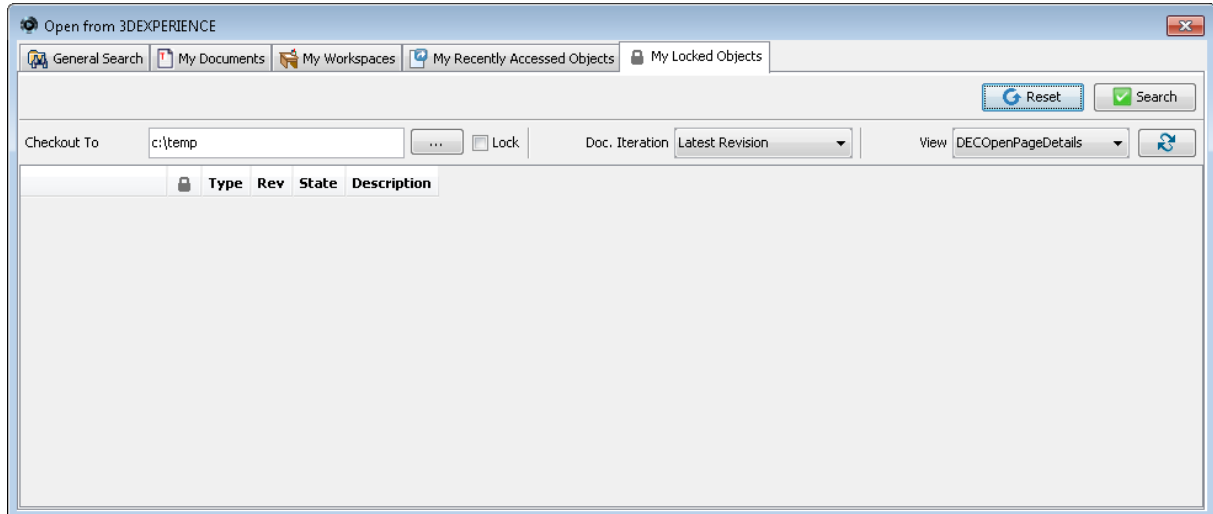 Open from 3DEXPERIENCE
General Search My Documents My Workspaces My Recently Accessed Objects My Locked Objects
Reset Search
Checkout To c:\temp ... Lock Doc. Iteration Latest Revision View DECOpenPageDetails
Type Rev State Description